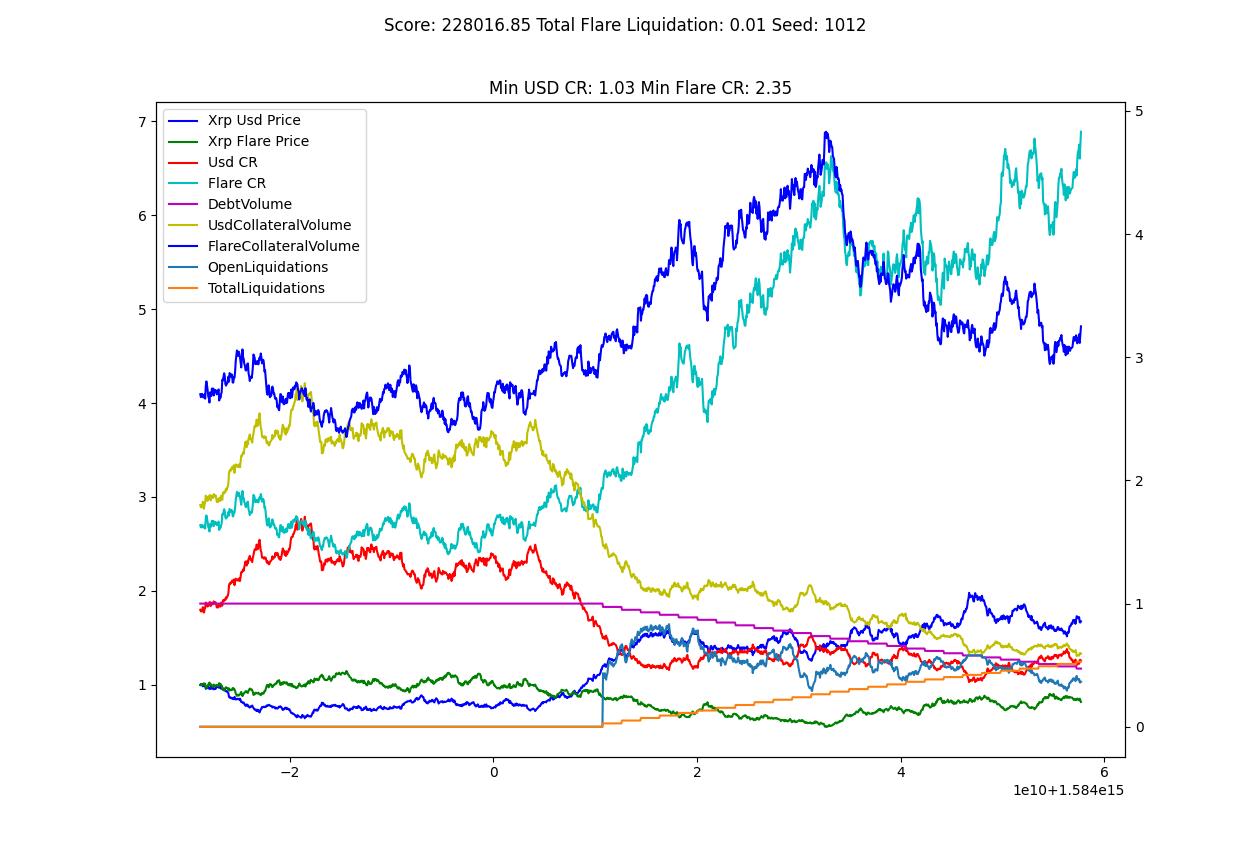 Score: 228016.85 Total Flare Liquidation: 0.01 Seed: 1012
Min USD CR: 1.03 Min Flare CR: 2.35
Xrp Usd Price
Xrp Flare Price
Usd CR
Flare CR
DebtVolume
UsdCollateralVolume
FlareCollateralVolume
OpenLiquidations
TotalLiquidations
7
6
5
4
3
2
1
5
4
3
2
1
0
−2
0
2
4
6
1e10+1.584e15